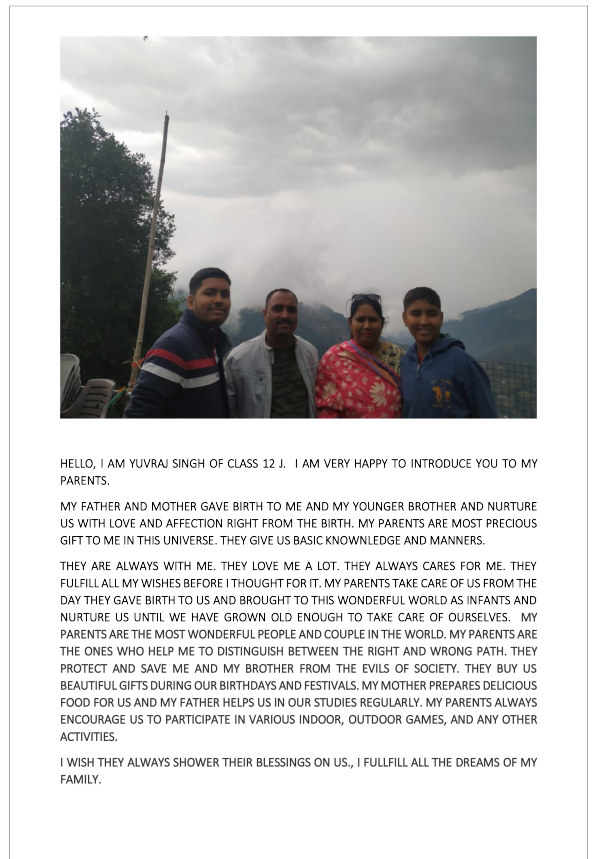 HELLO, I AM YUVRAJ SINGH OF CLASS 12 J.  I AM VERY HAPPY TO INTRODUCE YOU TO MY
PARENTS.
MY FATHER AND MOTHER GAVE BIRTH TO ME AND MY YOUNGER BROTHER AND NURTURE
US WITH LOVE AND AFFECTION RIGHT FROM THE BIRTH. MY PARENTS ARE MOST PRECIOUS
GIFT TO ME IN THIS UNIVERSE. THEY GIVE US BASIC KNOWNLEDGE AND MANNERS.
THEY ARE ALWAYS WITH ME. THEY LOVE ME A LOT. THEY ALWAYS CARES FOR ME. THEY
FULFILL ALL MY WISHES BEFORE I THOUGHT FOR IT. MY PARENTS TAKE CARE OF US FROM THE
DAY THEY GAVE BIRTH TO US AND BROUGHT TO THIS WONDERFUL WORLD AS INFANTS AND
NURTURE US UNTIL WE HAVE GROWN OLD ENOUGH TO TAKE CARE OF OURSELVES.  MY
PARENTS ARE THE MOST WONDERFUL PEOPLE AND COUPLE IN THE WORLD. MY PARENTS ARE
THE ONES WHO HELP ME TO DISTINGUISH BETWEEN THE RIGHT AND WRONG PATH. THEY
PROTECT AND SAVE ME AND MY BROTHER FROM THE EVILS OF SOCIETY. THEY BUY US
BEAUTIFUL GIFTS DURING OUR BIRTHDAYS AND FESTIVALS. MY MOTHER PREPARES DELICIOUS
FOOD FOR US AND MY FATHER HELPS US IN OUR STUDIES REGULARLY. MY PARENTS ALWAYS
ENCOURAGE US TO PARTICIPATE IN VARIOUS INDOOR, OUTDOOR GAMES, AND ANY OTHER
ACTIVITIES.
I WISH THEY ALWAYS SHOWER THEIR BLESSINGS ON US., I FULLFILL ALL THE DREAMS OF MY
FAMILY.